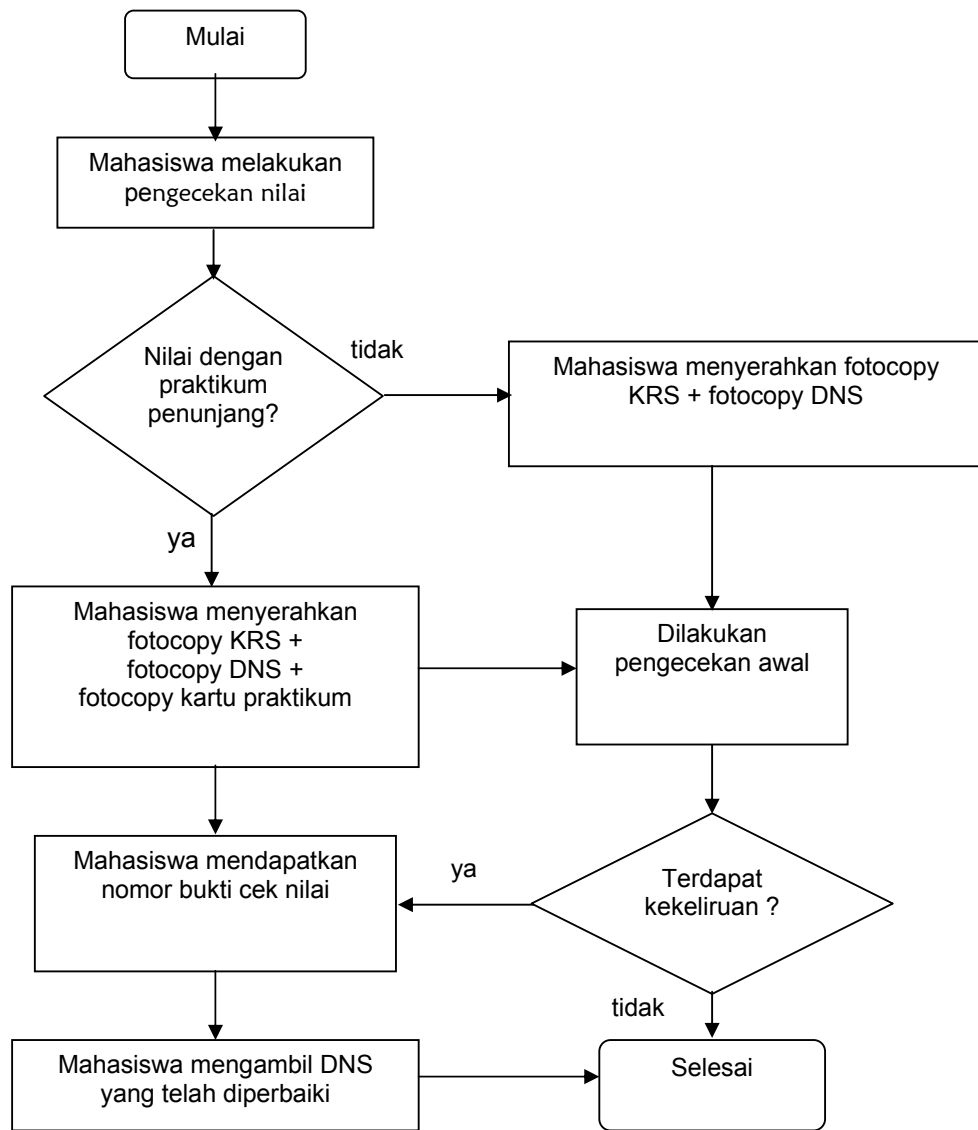 Mulai
Mahasiswa melakukan
pengecekan nilai
Nilai dengan
praktikum
penunjang?
tidak
Mahasiswa menyerahkan fotocopy
KRS + fotocopy DNS
ya
Mahasiswa menyerahkan
fotocopy KRS +
fotocopy DNS +
fotocopy kartu praktikum
Dilakukan
pengecekan awal
Mahasiswa mendapatkan
nomor bukti cek nilai
ya
Terdapat
kekeliruan ?
tidak
Mahasiswa mengambil DNS
yang telah diperbaiki
Selesai